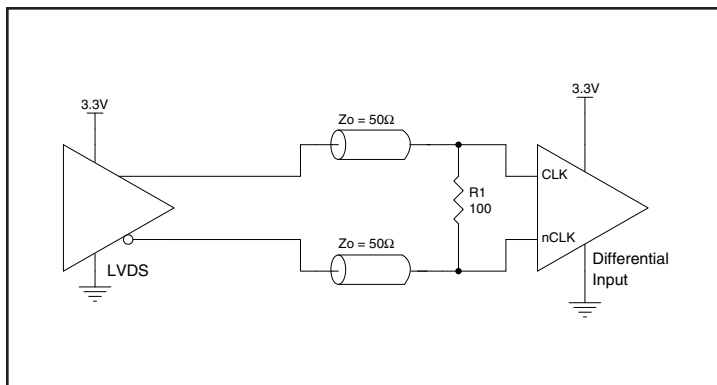 3.3V
3.3V
Zo = 50Ω
CLK
R1
100
nCLK
Zo = 50Ω
LVDS
Differential
Input